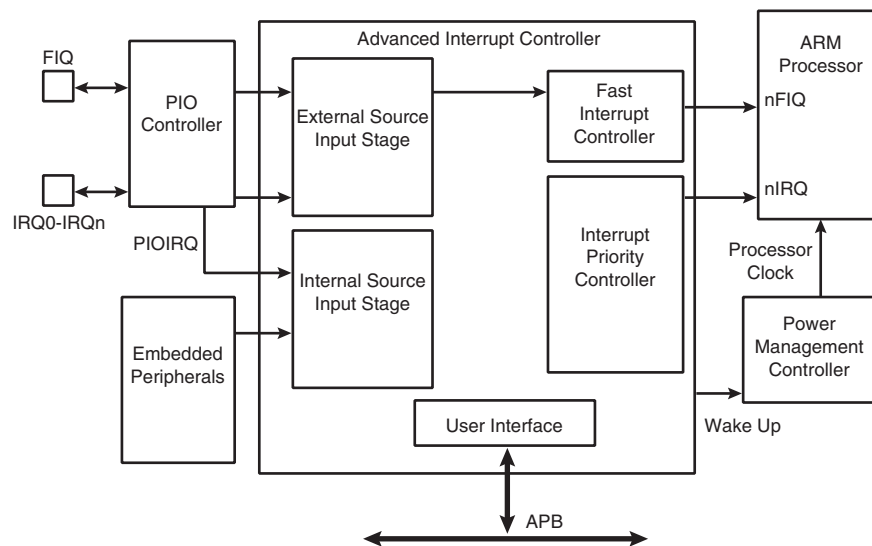 Advanced Interrupt Controller
FIQ
PIO
Controller
IRQ0-IRQn
PIOIRQ
External Source
Input Stage
Fast
Interrupt
Controller
ARM
Processor
nFIQ
nIRQ
Internal Source
Input Stage
Interrupt
Priority
Controller
Processor
Clock
Embedded
Peripherals
Power
Management
Controller
User Interface
Wake Up
APB